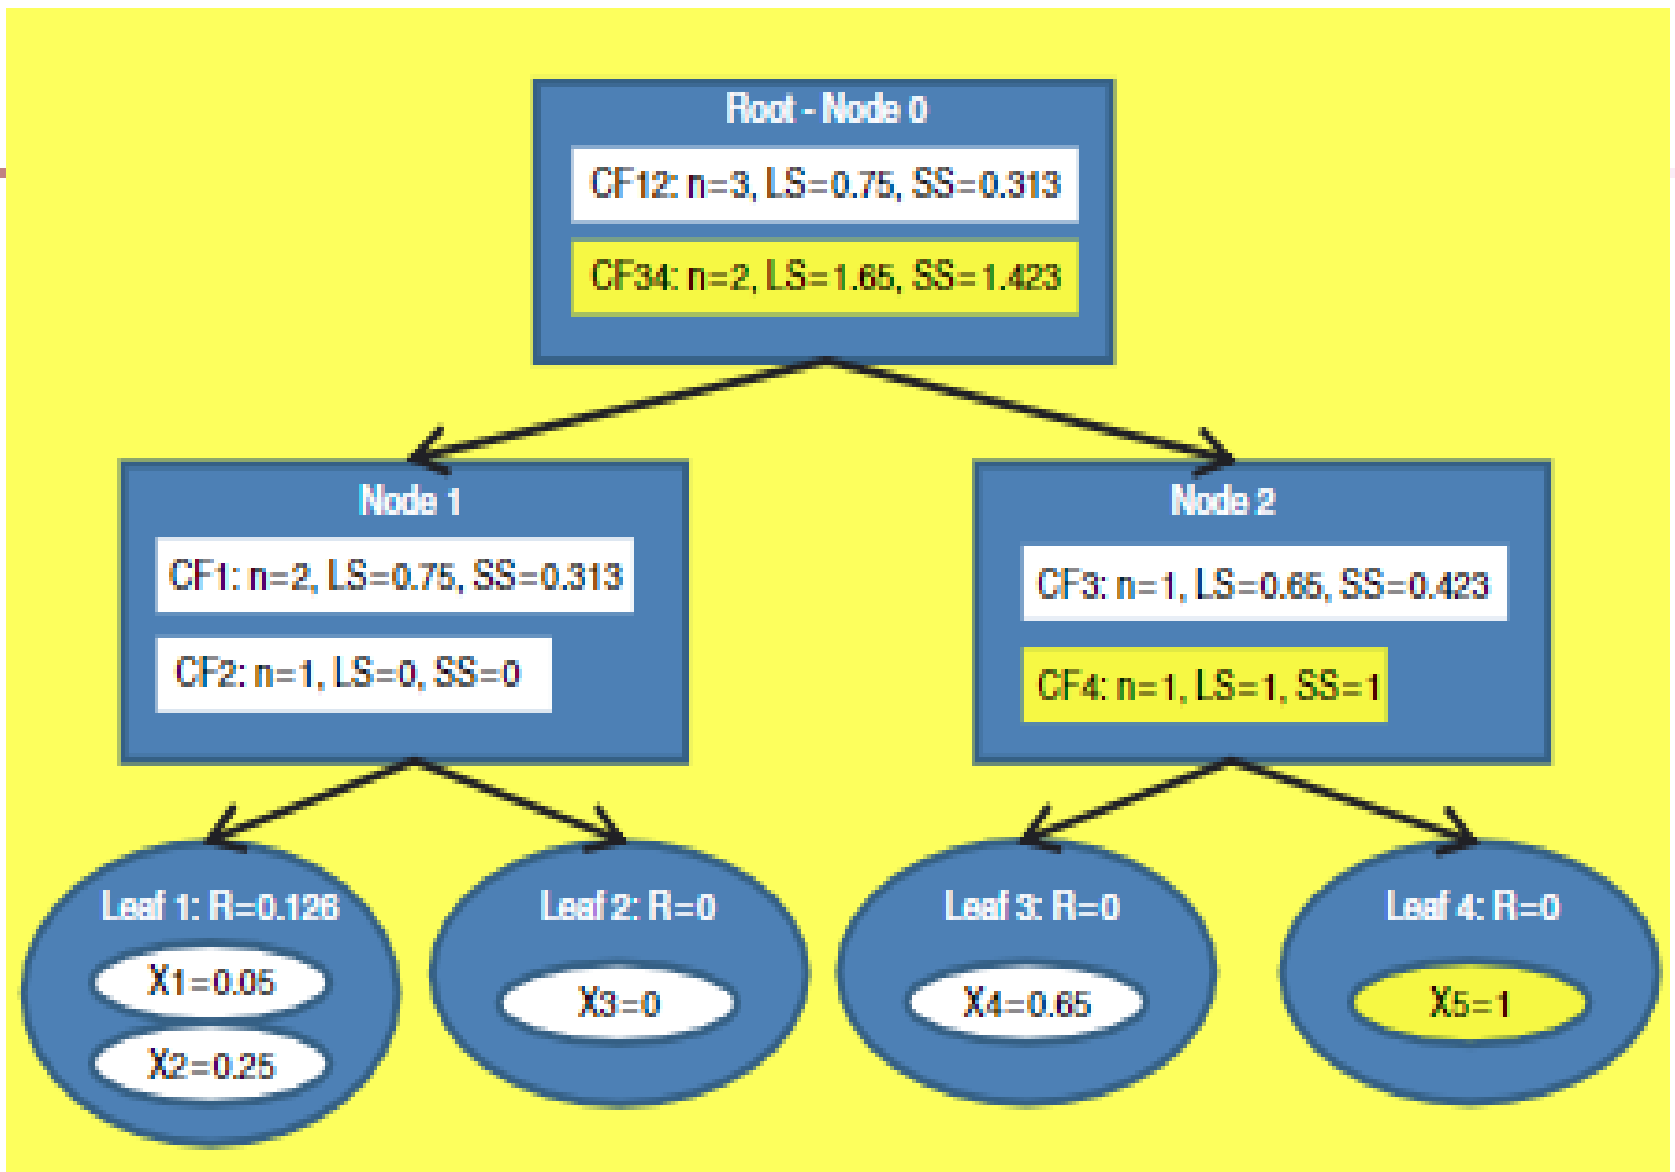 Root - Node 0
CF12: n=3, LS=0.75, SS=0.313
CF34: n=2, LS=1.65, SS=1.423
Node 1
CF1: n=2, LS=0.75, SS=0.313
CF2: n=1, LS=0, SS=0
Node 2
CF3: n=1, LS=0.65, SS=0.423
CF4: n=1, LS=1, SS=1
Leaf 1: R=0.126
X1=0.05
X2=0.25
Leaf 2: R=0
X3=0
Leaf 3: R=0
X4=0.65
Leaf 4: R=0
X5=1